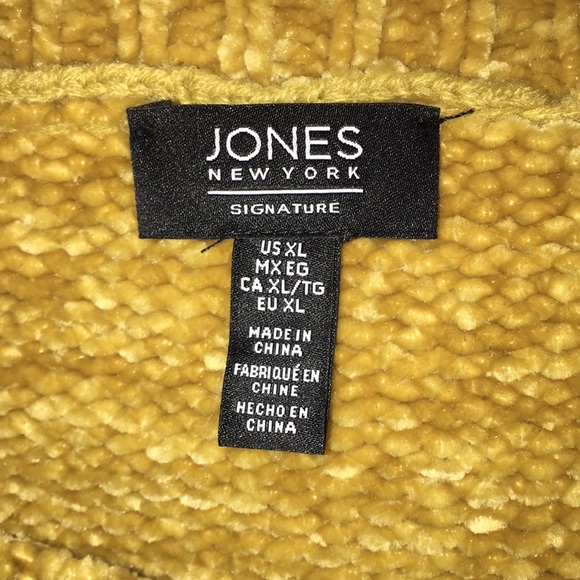 JONES
NEW YORK
SIGNATURE
US XL
MX EG
CA XL/TG
EU XL
MADE IN
CHINA
FABRIQUÉ EN
CHINE
HECHO EN
CHINA